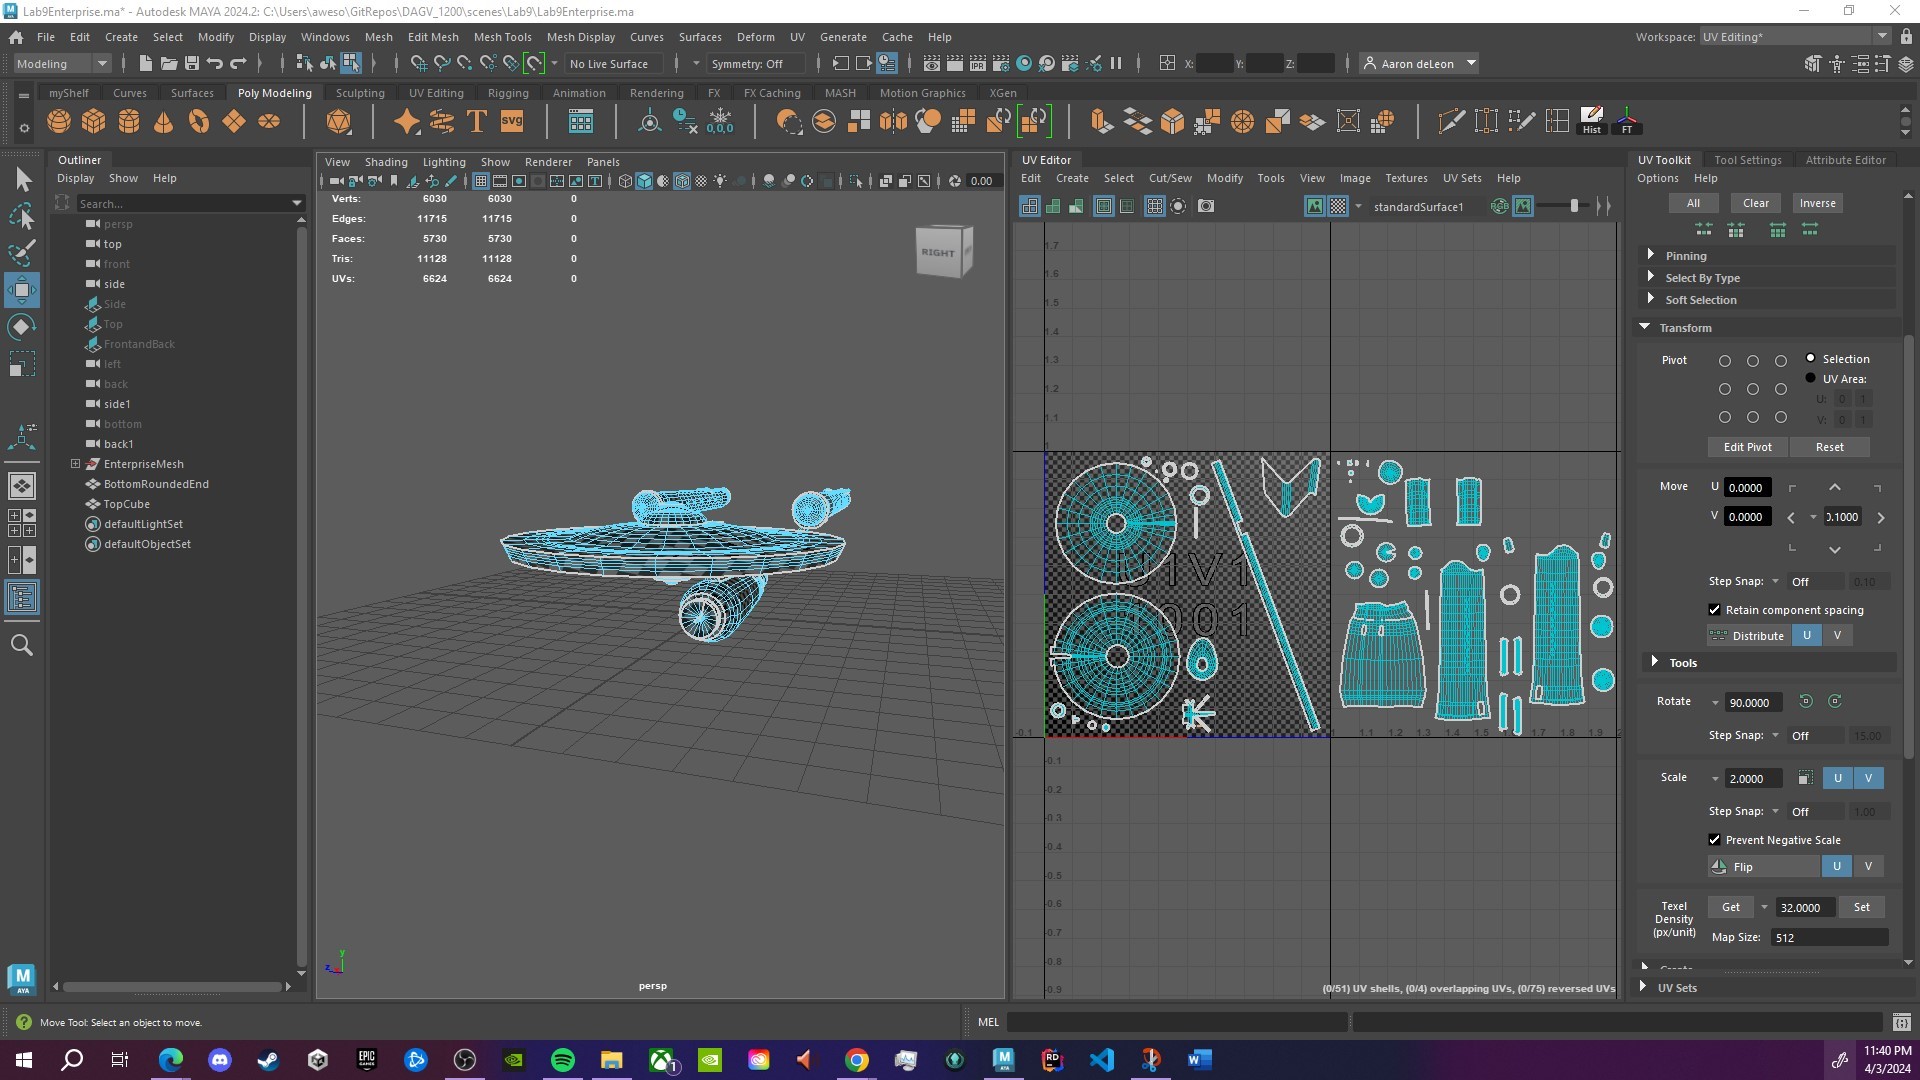 Lab9Enterprise.ma* - Autodesk MAYA 2024.2: C:\Users\aweso\GitRepos\DAGV_1200\scenes\Lab9\Lab9Enterprise.ma
File Edit Create Select Modify Display Windows Mesh Edit Mesh Mesh Tools Mesh Display Curves Surfaces Deform UV Generate Cache Help
Workspace: UV Editing*
Modeling
No Live Surface
Symmetry: Off
X: Y: Z:
Aaron deLeon
myShelf Curves Surfaces Poly Modeling Sculpting UV Editing Rigging Animation Rendering FX FX Caching MASH Motion Graphics XGen
T
SVG
0,0,0
Hist
FT
Outliner
Display Show Help
Search...
persp
top
front
side
Side
Top
FrontandBack
left
back
side1
bottom
back1
EnterpriseMesh
BottomRoundedEnd
TopCube
defaultLightSet
defaultObjectSet
View Shading Lighting Show Renderer Panels
0.00
Verts: 6030 6030 0
Edges: 11715 11715 0
Faces: 5730 5730 0
Tris: 11128 11128 0
UVs: 6624 6624 0
RIGHT
y
z
persp
UV Editor
Edit Create Select Cut/Sew Modify Tools View Image Textures UV Sets Help
standardSurface1
1.7
1.6
1.5
1.4
1.3
1.2
1.1
1
-0.1 1 1.1 1.2 1.3 1.4 1.5 1.6 1.7 1.8 1.9 2
-0.1
-0.2
-0.3
-0.4
-0.5
-0.6
-0.7
-0.8
-0.9
(0/51) UV shells, (0/4) overlapping UVs, (0/75) reversed UVs
UV Toolkit Tool Settings Attribute Editor
Options Help
All Clear Inverse
Pinning
Select By Type
Soft Selection
Transform
Pivot
Selection
UV Area:
U: 0 1
V: 0 1
Edit Pivot Reset
Move U 0.0000
V 0.0000
0.1000
Step Snap: Off 0.10
Retain component spacing
Distribute U V
Tools
Rotate 90.0000
Step Snap: Off 15.00
Scale 2.0000 U V
Step Snap: Off 1.00
Prevent Negative Scale
Flip U V
Texel Density (px/unit)
Get 32.0000 Set
Map Size: 512
UV Sets
Move Tool: Select an object to move.
MEL
M
AYA
11:40 PM
4/3/2024